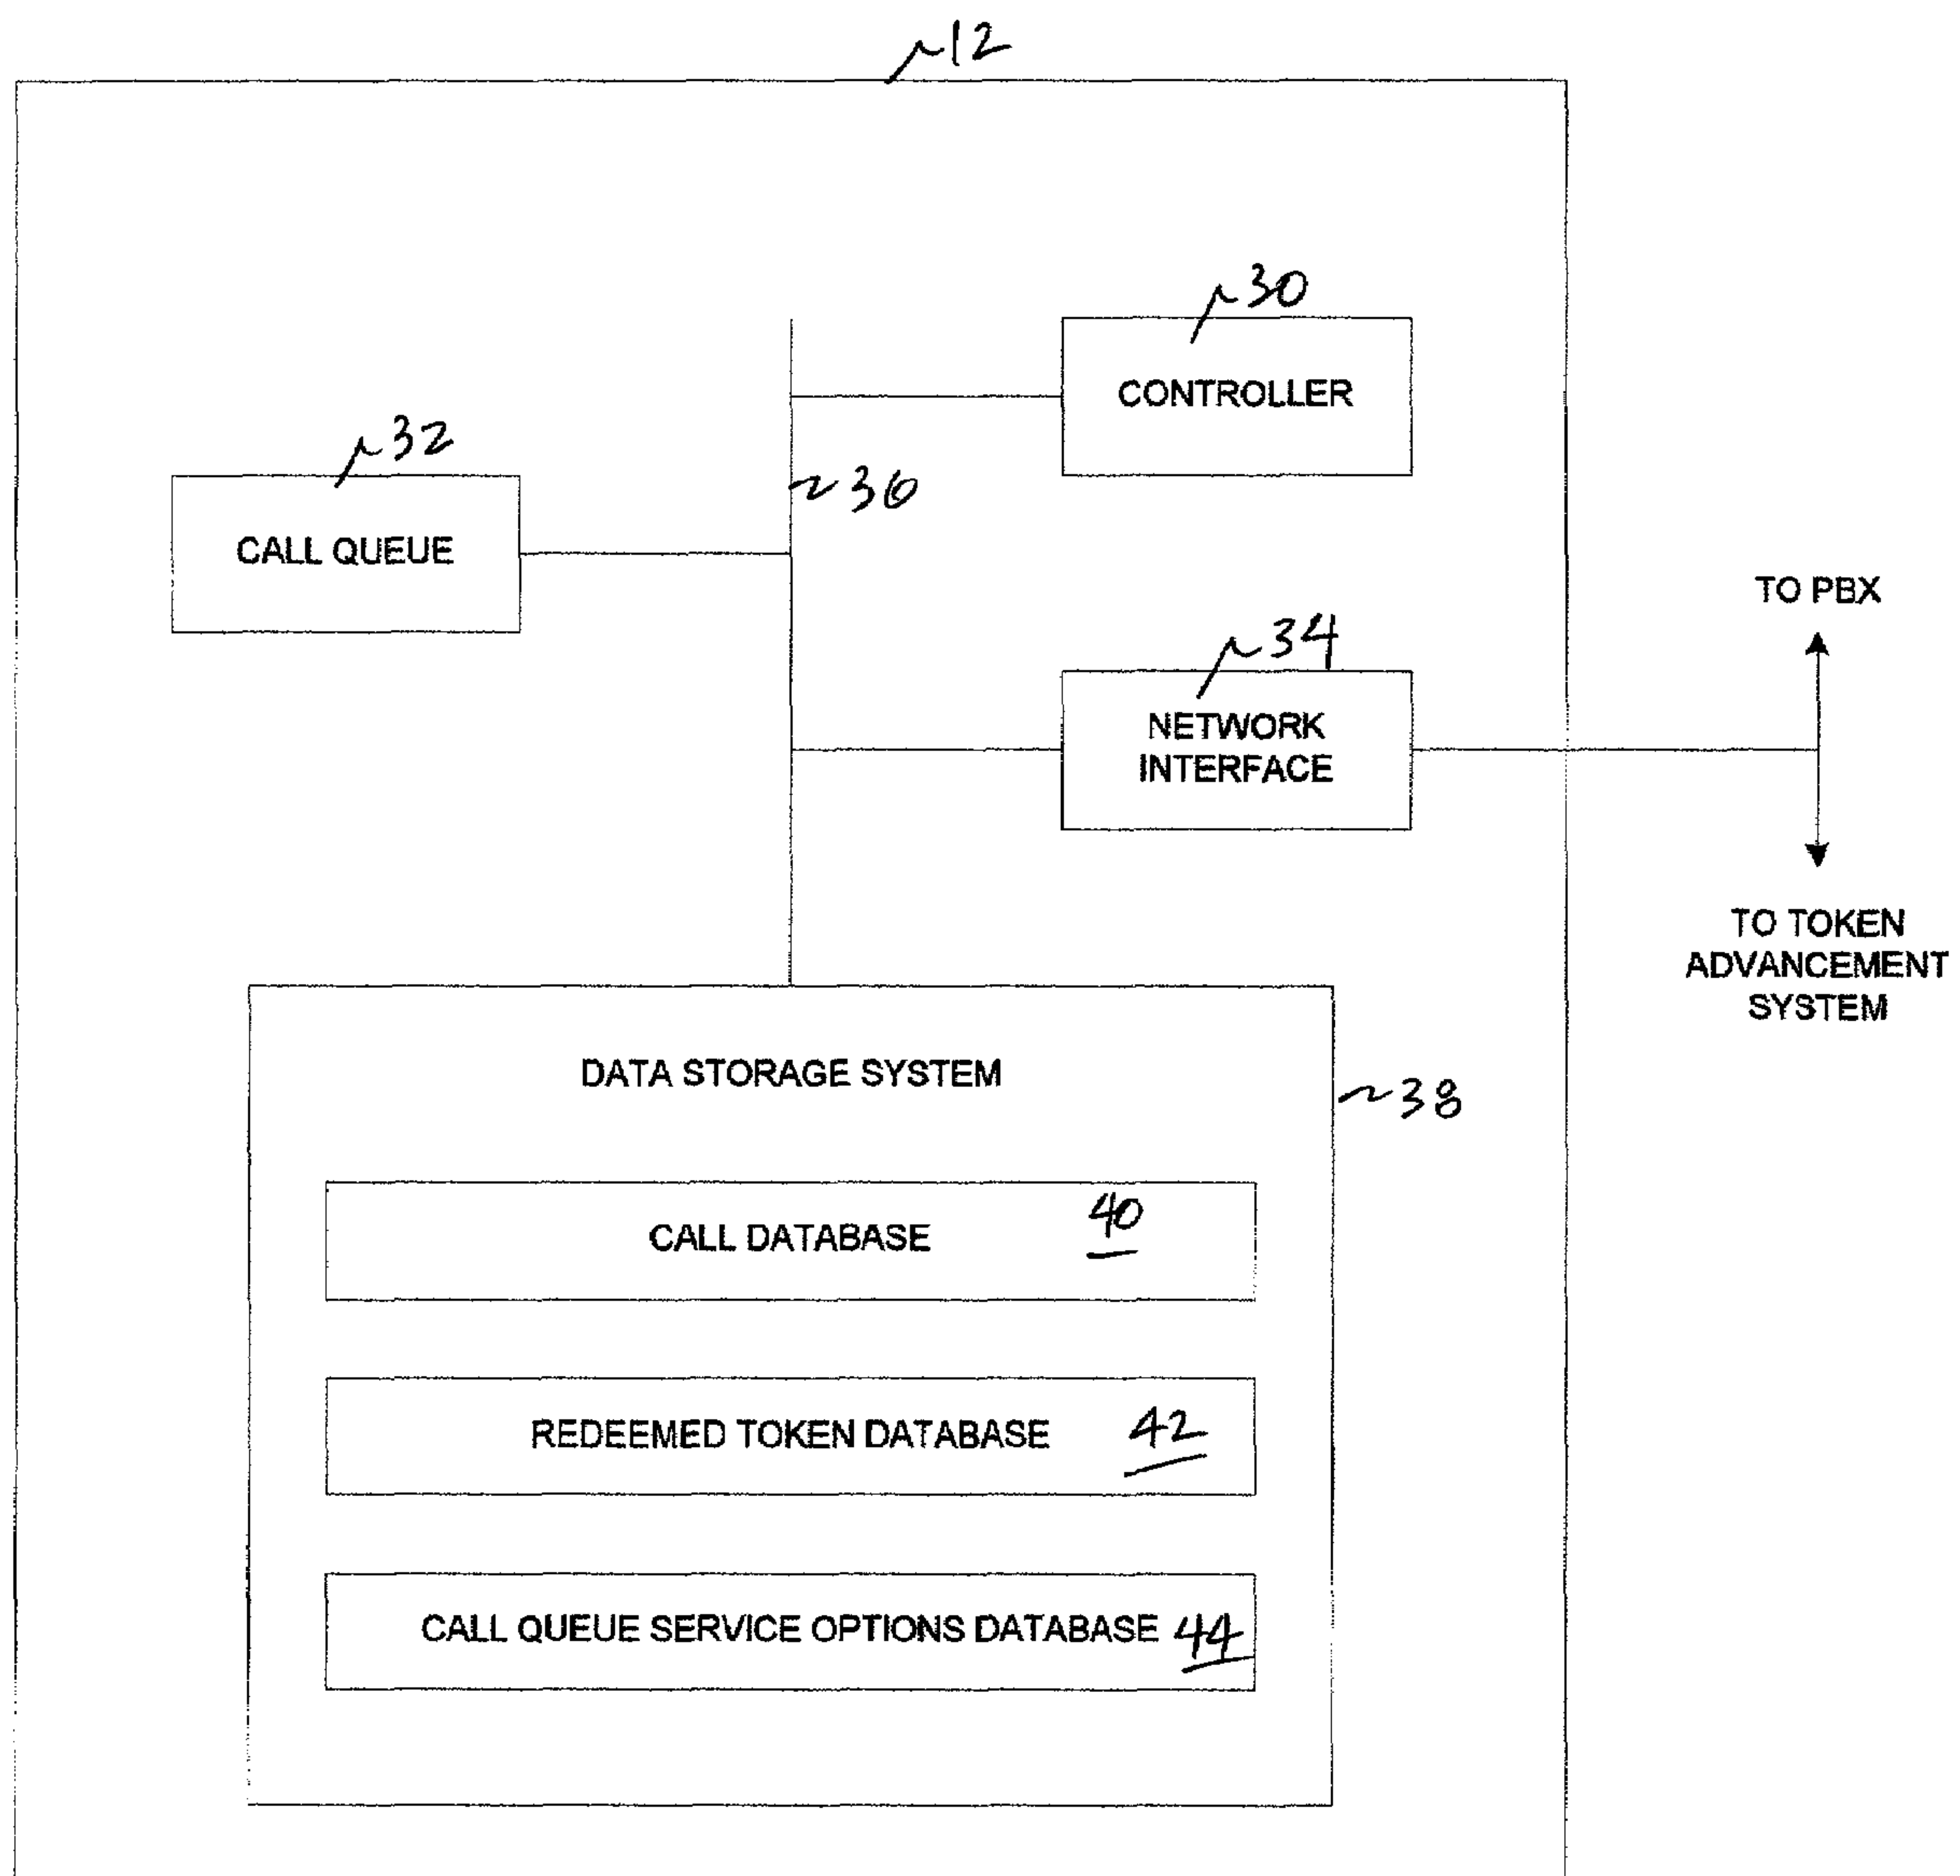 12
30
CONTROLLER
32
36
CALL QUEUE
TO PBX
34
NETWORK
INTERFACE
TO TOKEN
ADVANCEMENT
SYSTEM
DATA STORAGE SYSTEM
38
CALL DATABASE 40
REDEEMED TOKEN DATABASE 42
CALL QUEUE SERVICE OPTIONS DATABASE 44